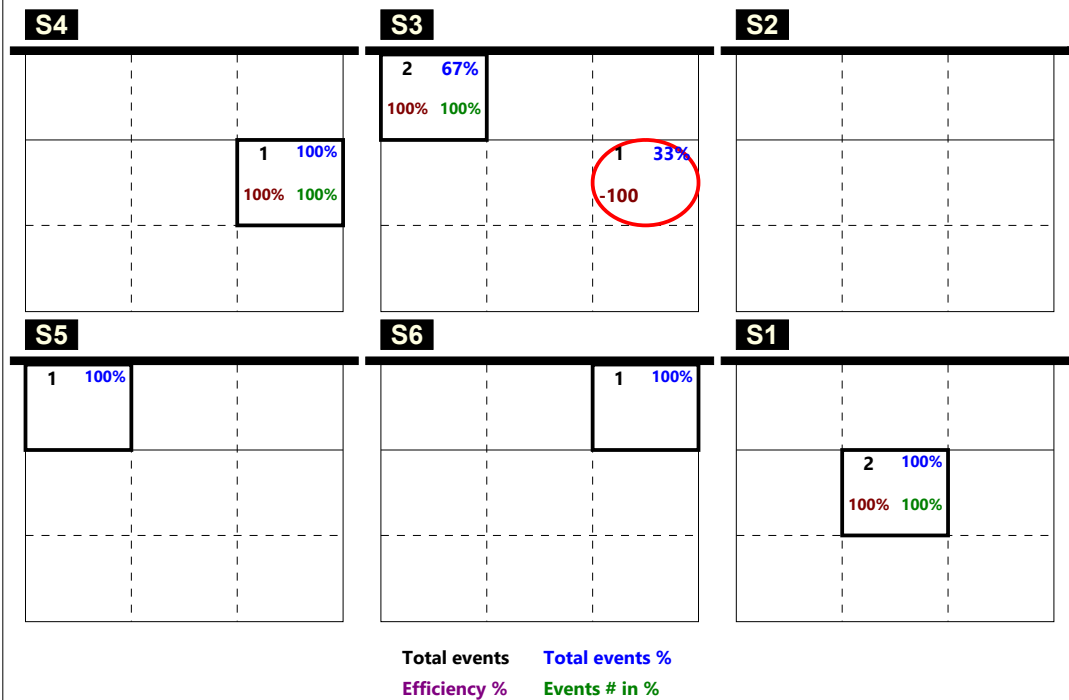 S4
S3
S2
2 67%
100% 100%
1 100%
100% 100%
1 33%
-100
S5
S6
S1
1 100%
1 100%
2 100%
100% 100%
Total events Total events %
Efficiency % Events # in %